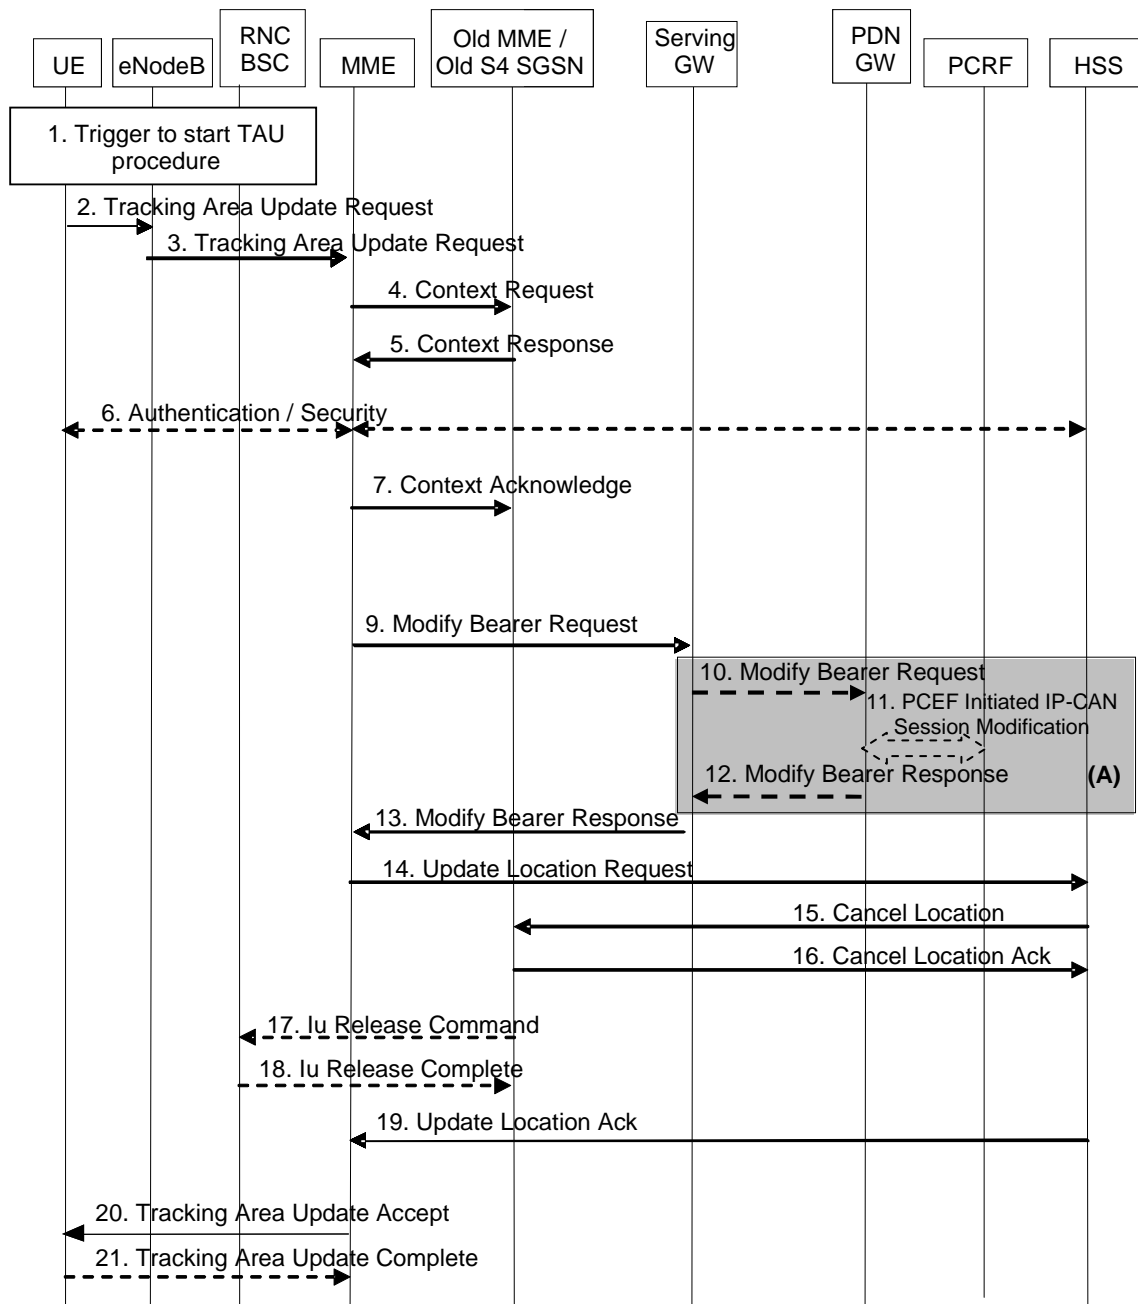 UE
eNodeB
RNC
BSC
MME
Old MME /
Old S4 SGSN
Serving
GW
PDN
GW
PCRF
HSS
1. Trigger to start TAU
procedure
2. Tracking Area Update Request
3. Tracking Area Update Request
4. Context Request
5. Context Response
6. Authentication / Security
7. Context Acknowledge
9. Modify Bearer Request
10. Modify Bearer Request
11. PCEF Initiated IP-CAN
Session Modification
12. Modify Bearer Response
(A)
13. Modify Bearer Response
14. Update Location Request
15. Cancel Location
16. Cancel Location Ack
17. Iu Release Command
18. Iu Release Complete
19. Update Location Ack
20. Tracking Area Update Accept
21. Tracking Area Update Complete